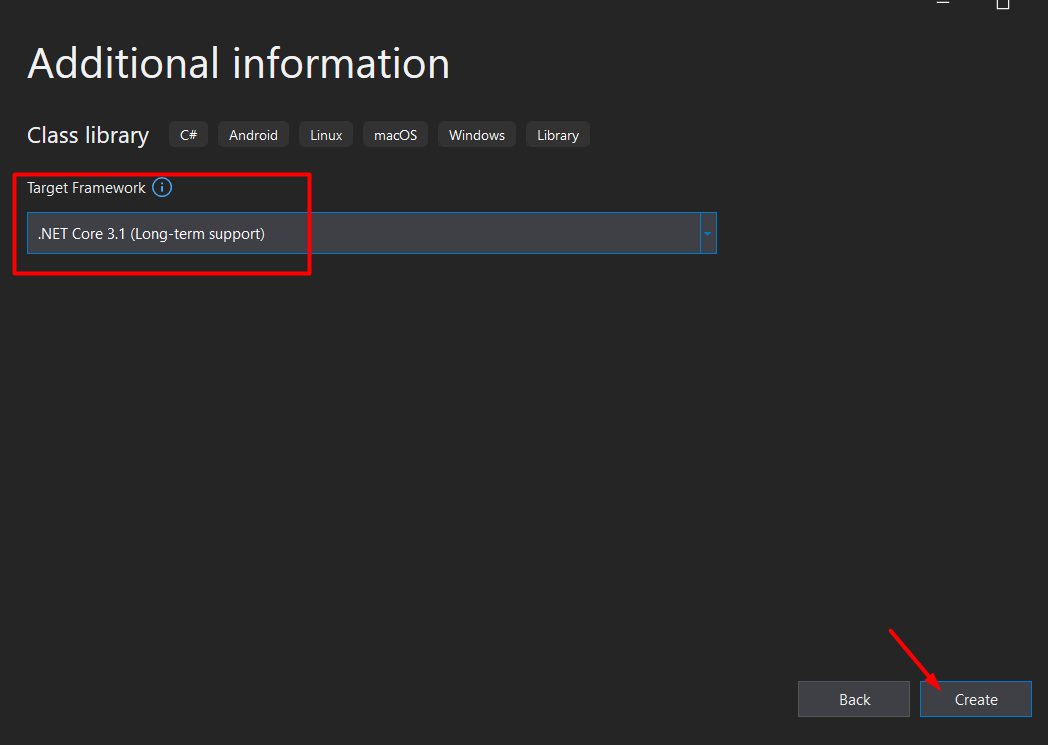 Additional information
Class library C# Android Linux macOS Windows Library
Target Framework
.NET Core 3.1 (Long-term support)
Back Create